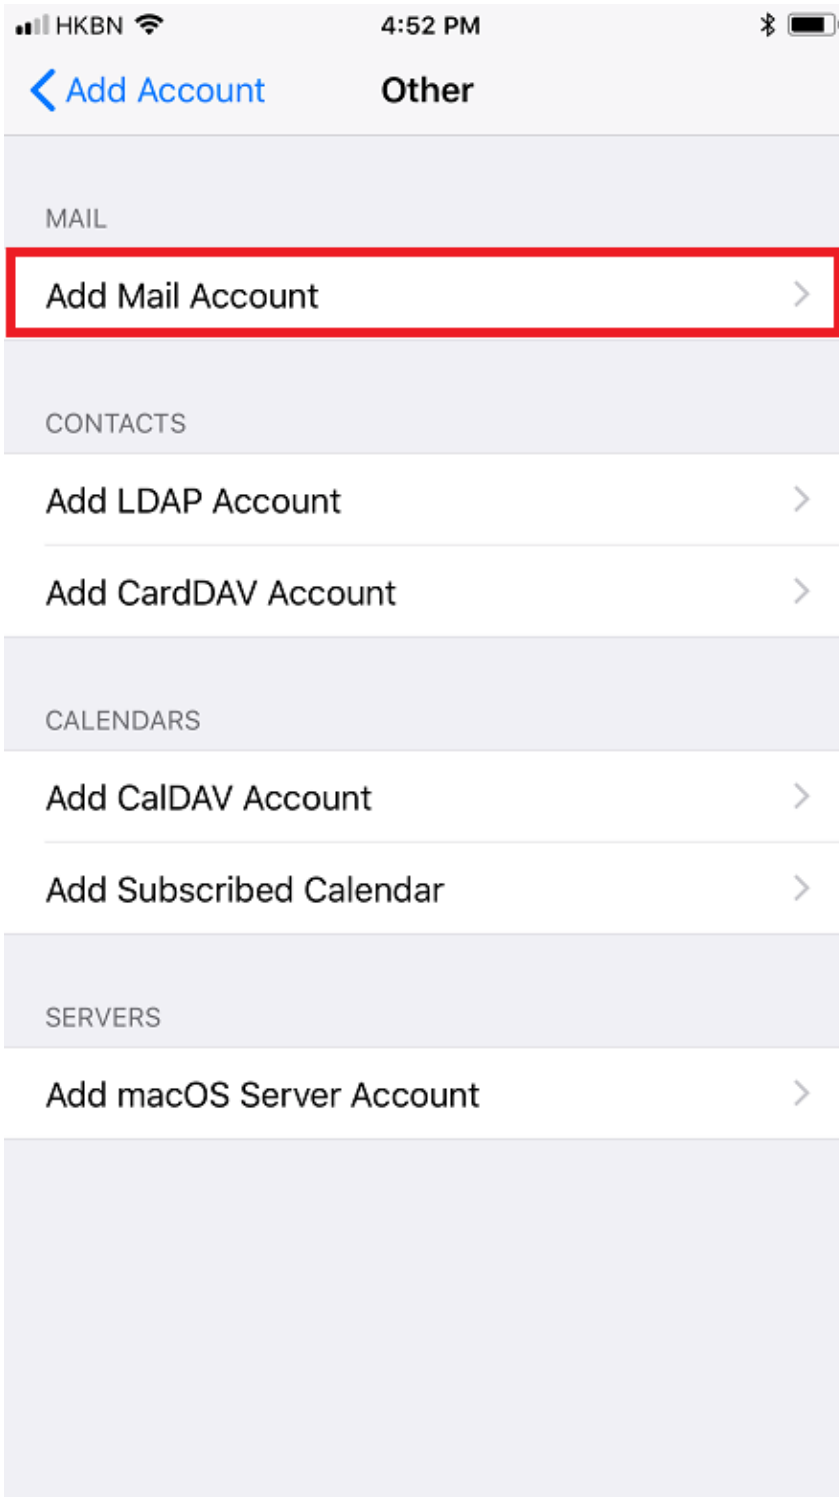 HKBN 4:52 PM
Add Account Other
MAIL
Add Mail Account
CONTACTS
Add LDAP Account
Add CardDAV Account
CALENDARS
Add CalDAV Account
Add Subscribed Calendar
SERVERS
Add macOS Server Account